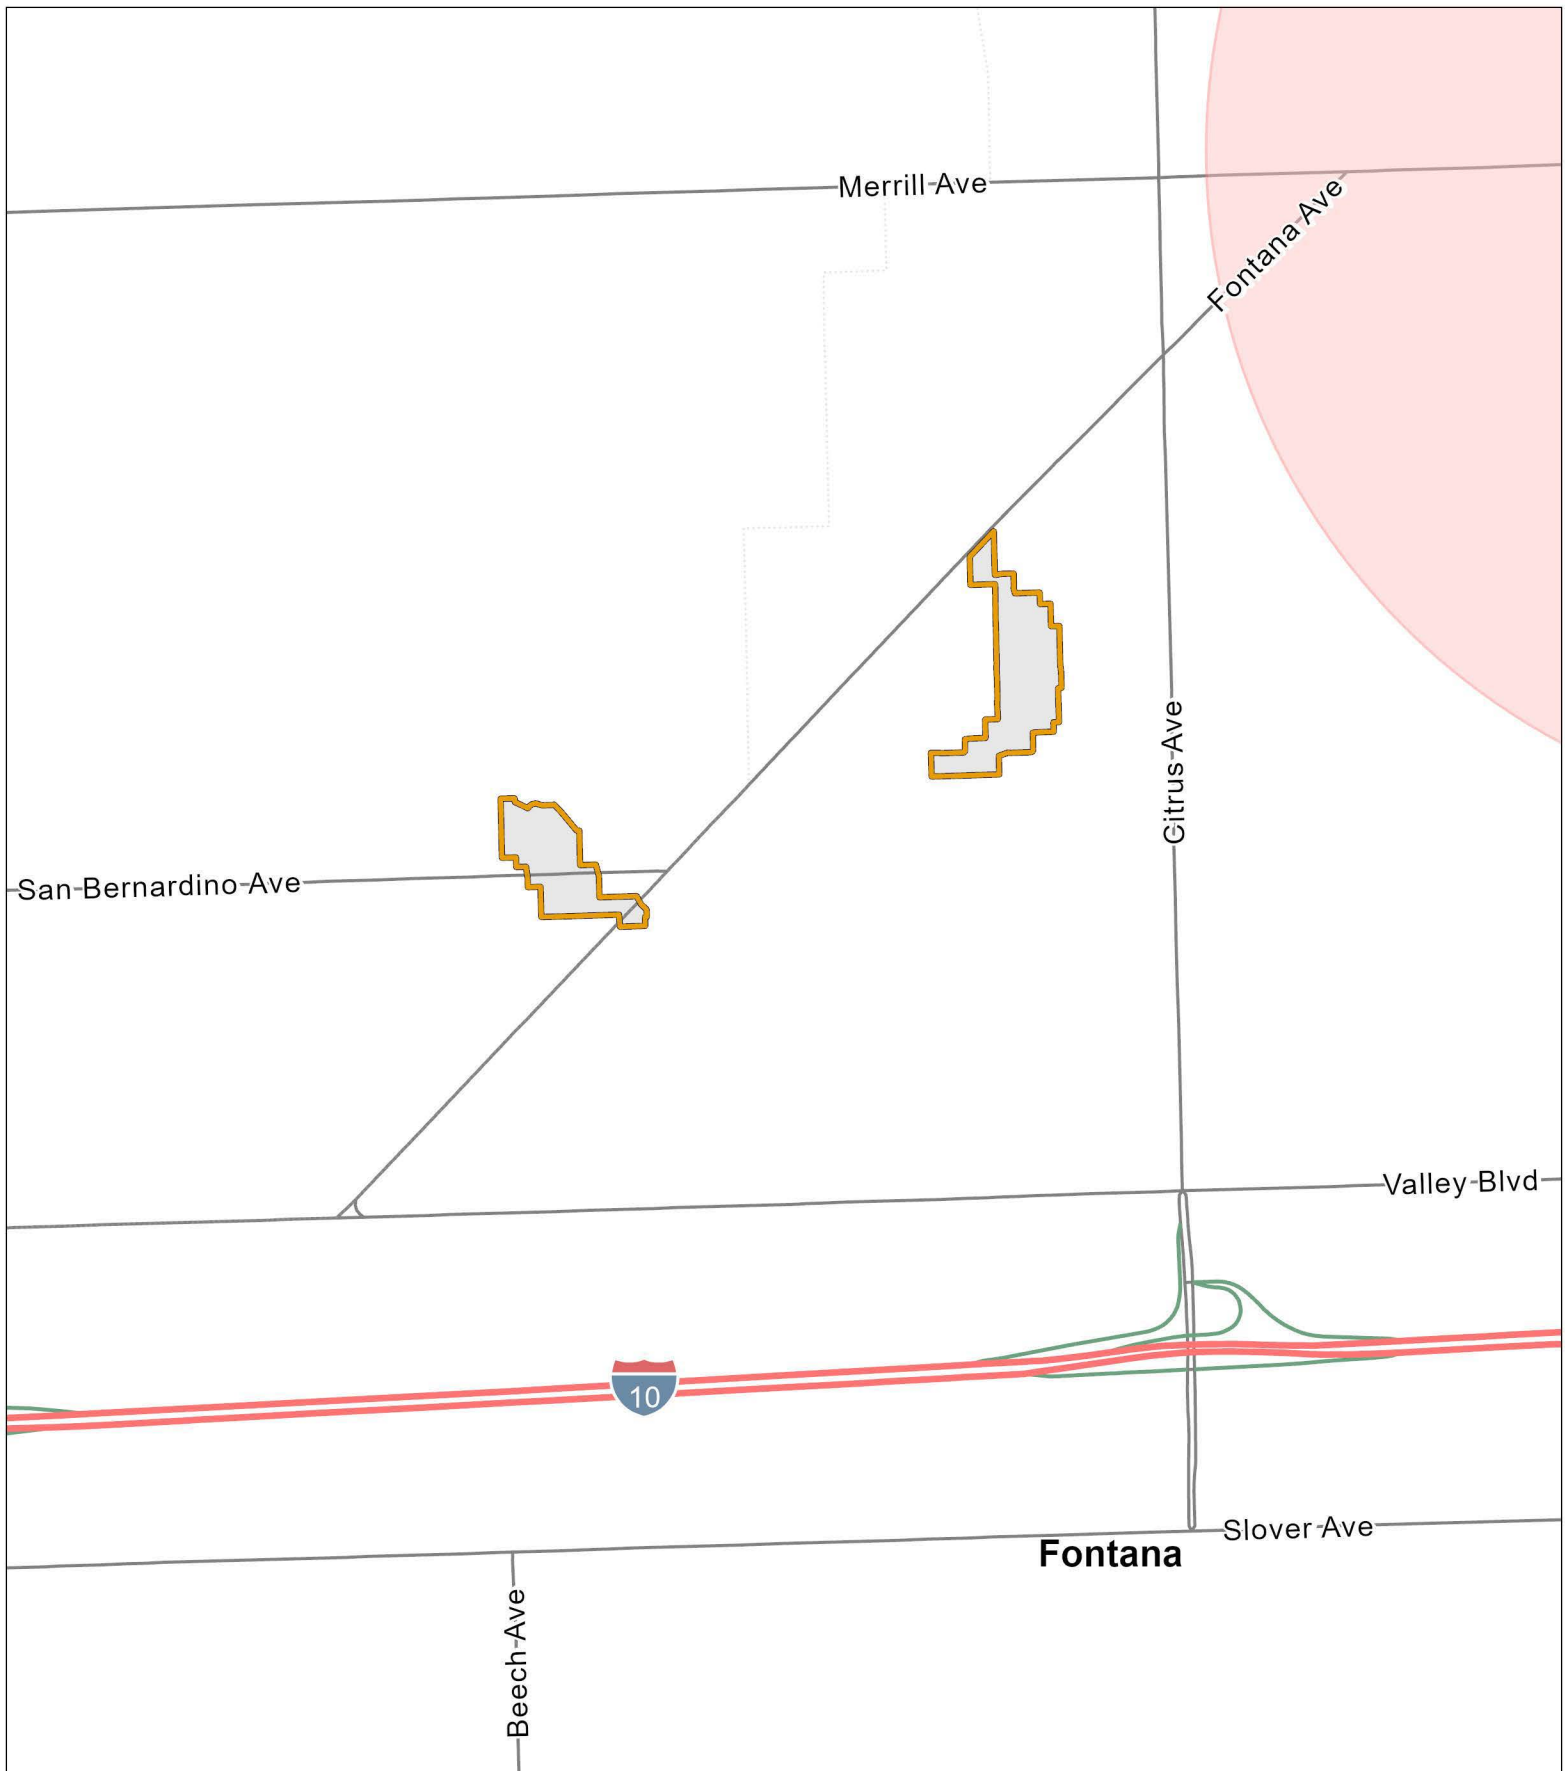 Merrill Ave
Fontana Ave
Citrus Ave
San Bernardino Ave
Valley Blvd
10
Slover Ave
Fontana
Beech Ave